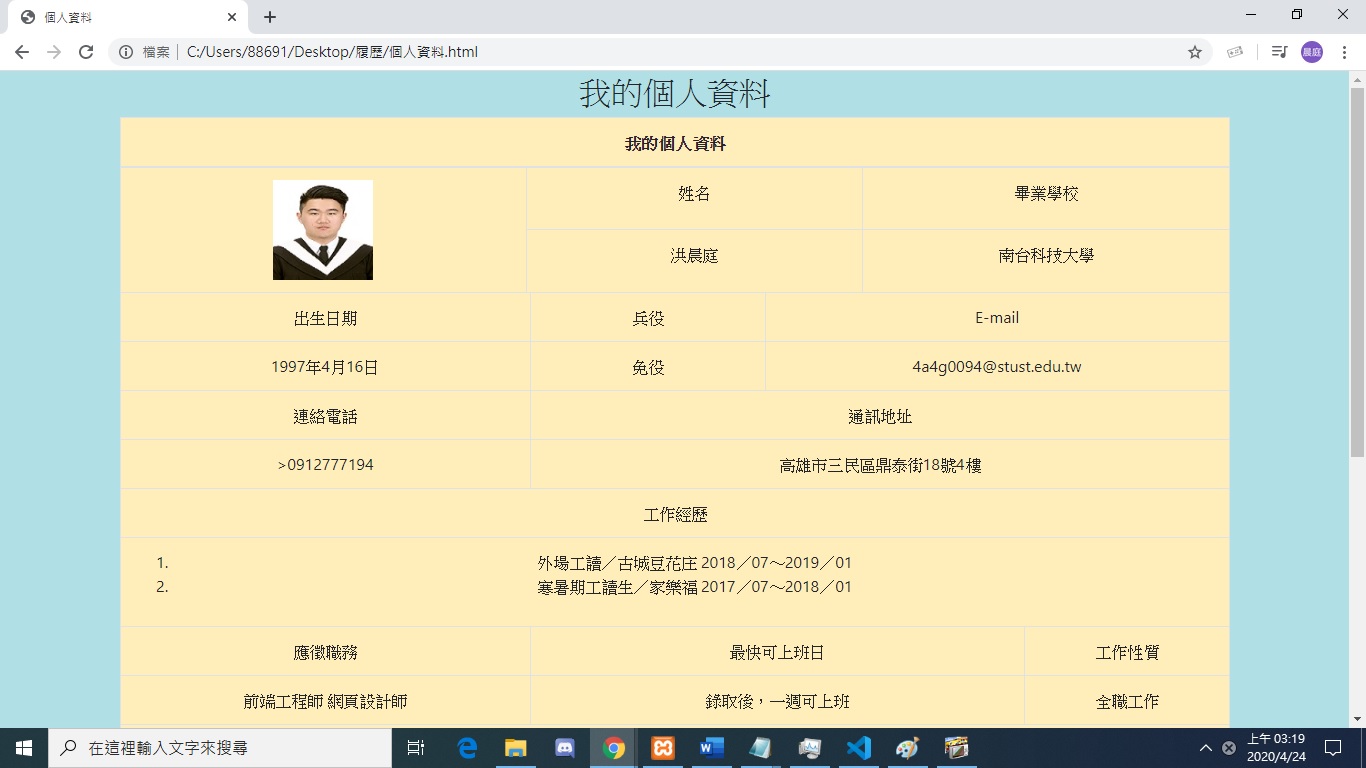 個人資料
檔案 C:/Users/88691/Desktop/履歷/個人資料.html
晨庭
我的個人資料
我的個人資料
姓名 畢業學校
洪晨庭 南台科技大學
出生日期 兵役 E-mail
1997年4月16日 免役 4a4g0094@stust.edu.tw
連絡電話 通訊地址
>0912777194 高雄市三民區鼎泰街18號4樓
工作經歷
1. 外場工讀／古城豆花庄 2018／07～2019／01
2. 寒暑期工讀生／家樂福 2017／07～2018／01
應徵職務 最快可上班日 工作性質
前端工程師 網頁設計師 錄取後，一週可上班 全職工作
在這裡輸入文字來搜尋
上午 03:19
2020/4/24